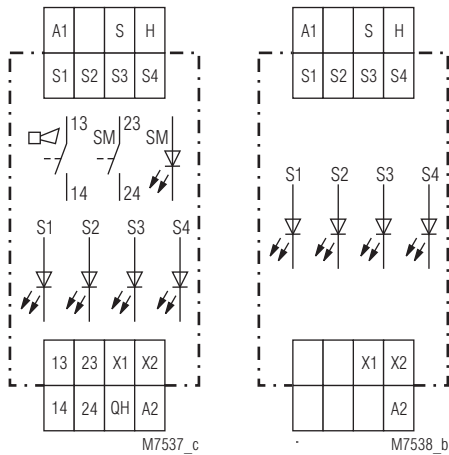 A1 S H
S1 S2 S3 S4
13 SM 23 SM
14 24
S1 S2 S3 S4
13 23 X1 X2
14 24 QH A2
M7537_c
A1 S H
S1 S2 S3 S4
S1 S2 S3 S4
X1 X2
A2
M7538_b